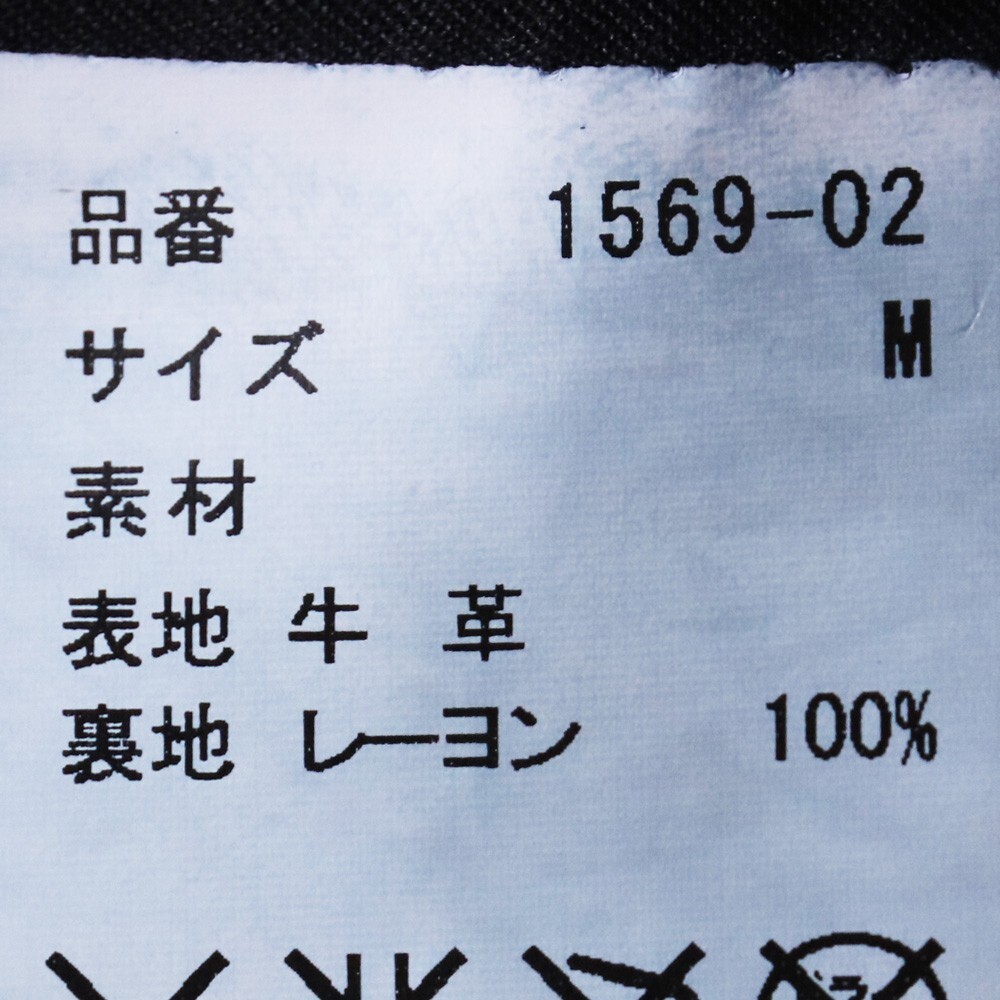 品番 1569-02
サイズ M
素材
表地 牛 革
裏地 レーヨン 100%